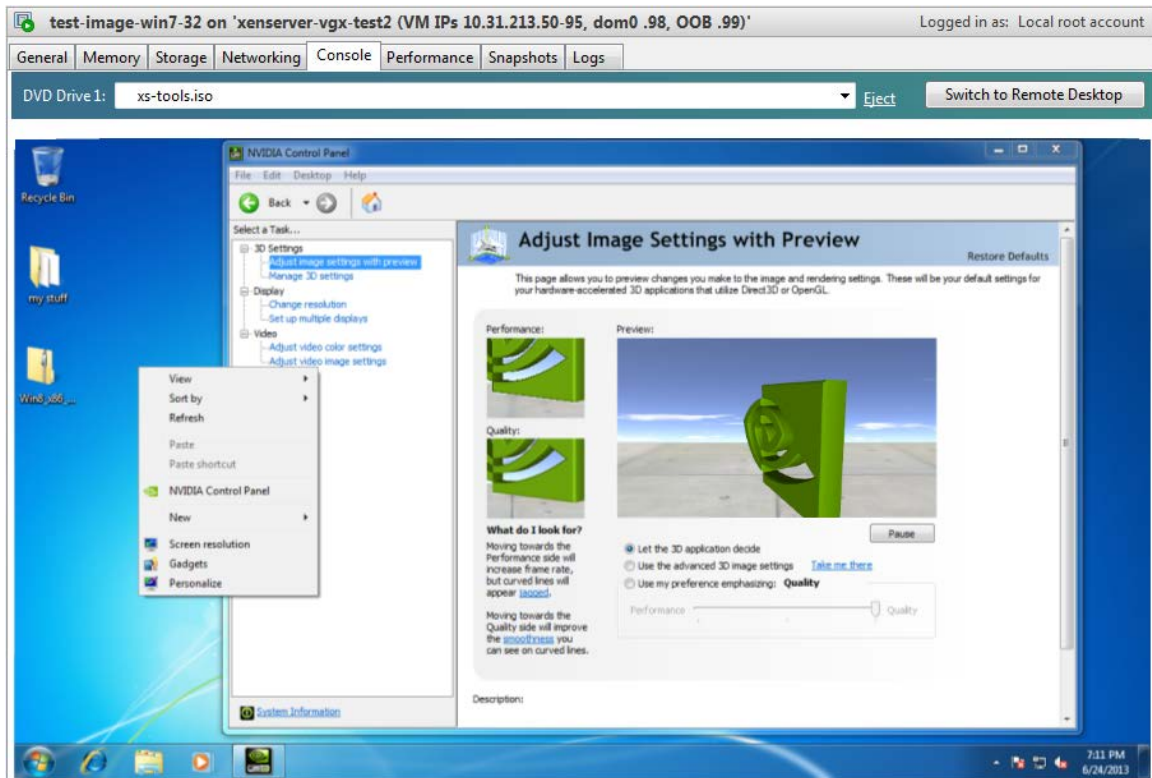 test-image-win7-32 on 'xenserver-vgx-test2 (VM IPs 10.31.213.50-95, dom0 .98, OOB .99)'
Logged in as: Local root account
General Memory Storage Networking Console Performance Snapshots Logs
DVD Drive 1: xs-tools.iso Eject Switch to Remote Desktop
Recycle Bin
my stuff
Win8_x86_...
NVIDIA Control Panel
File Edit Desktop Help
Back
Select a Task...
3D Settings
Adjust image settings with preview
Manage 3D settings
Display
Change resolution
Set up multiple displays
Video
Adjust video color settings
Adjust video image settings
View
Sort by
Refresh
Paste
Paste shortcut
NVIDIA Control Panel
New
Screen resolution
Gadgets
Personalize
System Information
Adjust Image Settings with Preview
Restore Defaults
This page allows you to preview changes you make to the image and rendering settings. These will be your default settings for
your hardware-accelerated 3D applications that utilize Direct3D or OpenGL.
Performance:
Quality:
What do I look for?
Moving towards the
Performance side will
increase frame rate,
but curved lines will
appear jagged.
Moving towards the
Quality side will improve
the smoothness you
can see on curved lines.
Preview:
Pause
Let the 3D application decide
Use the advanced 3D image settings Take me there
Use my preference emphasizing: Quality
Performance Quality
Description:
7:11 PM
6/24/2013